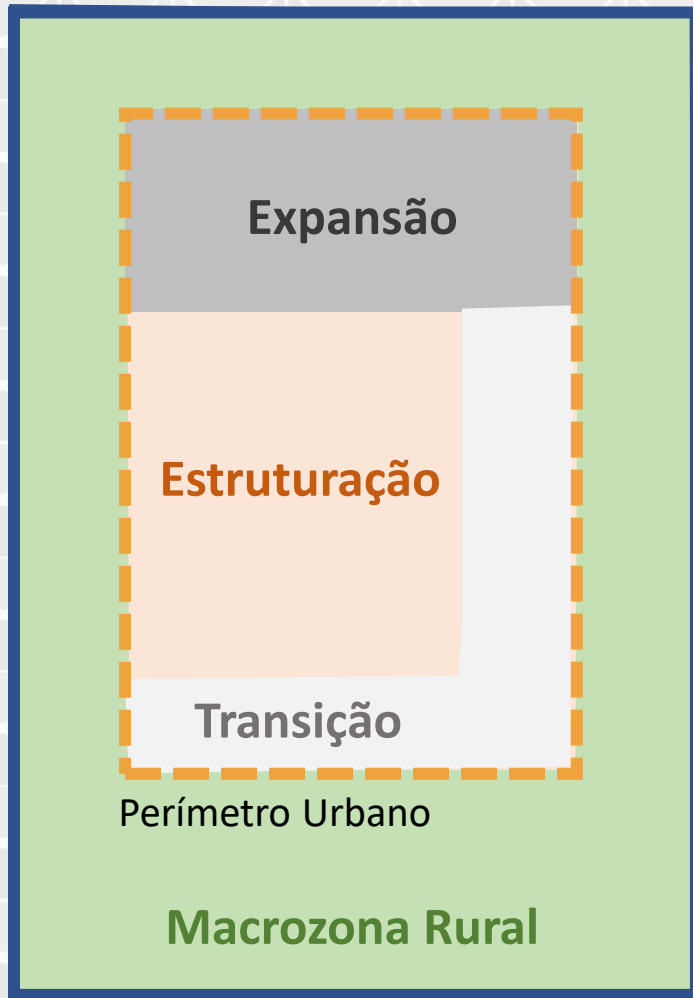 Expansão
Estruturação
Transição
Perímetro Urbano
Macrozona Rural